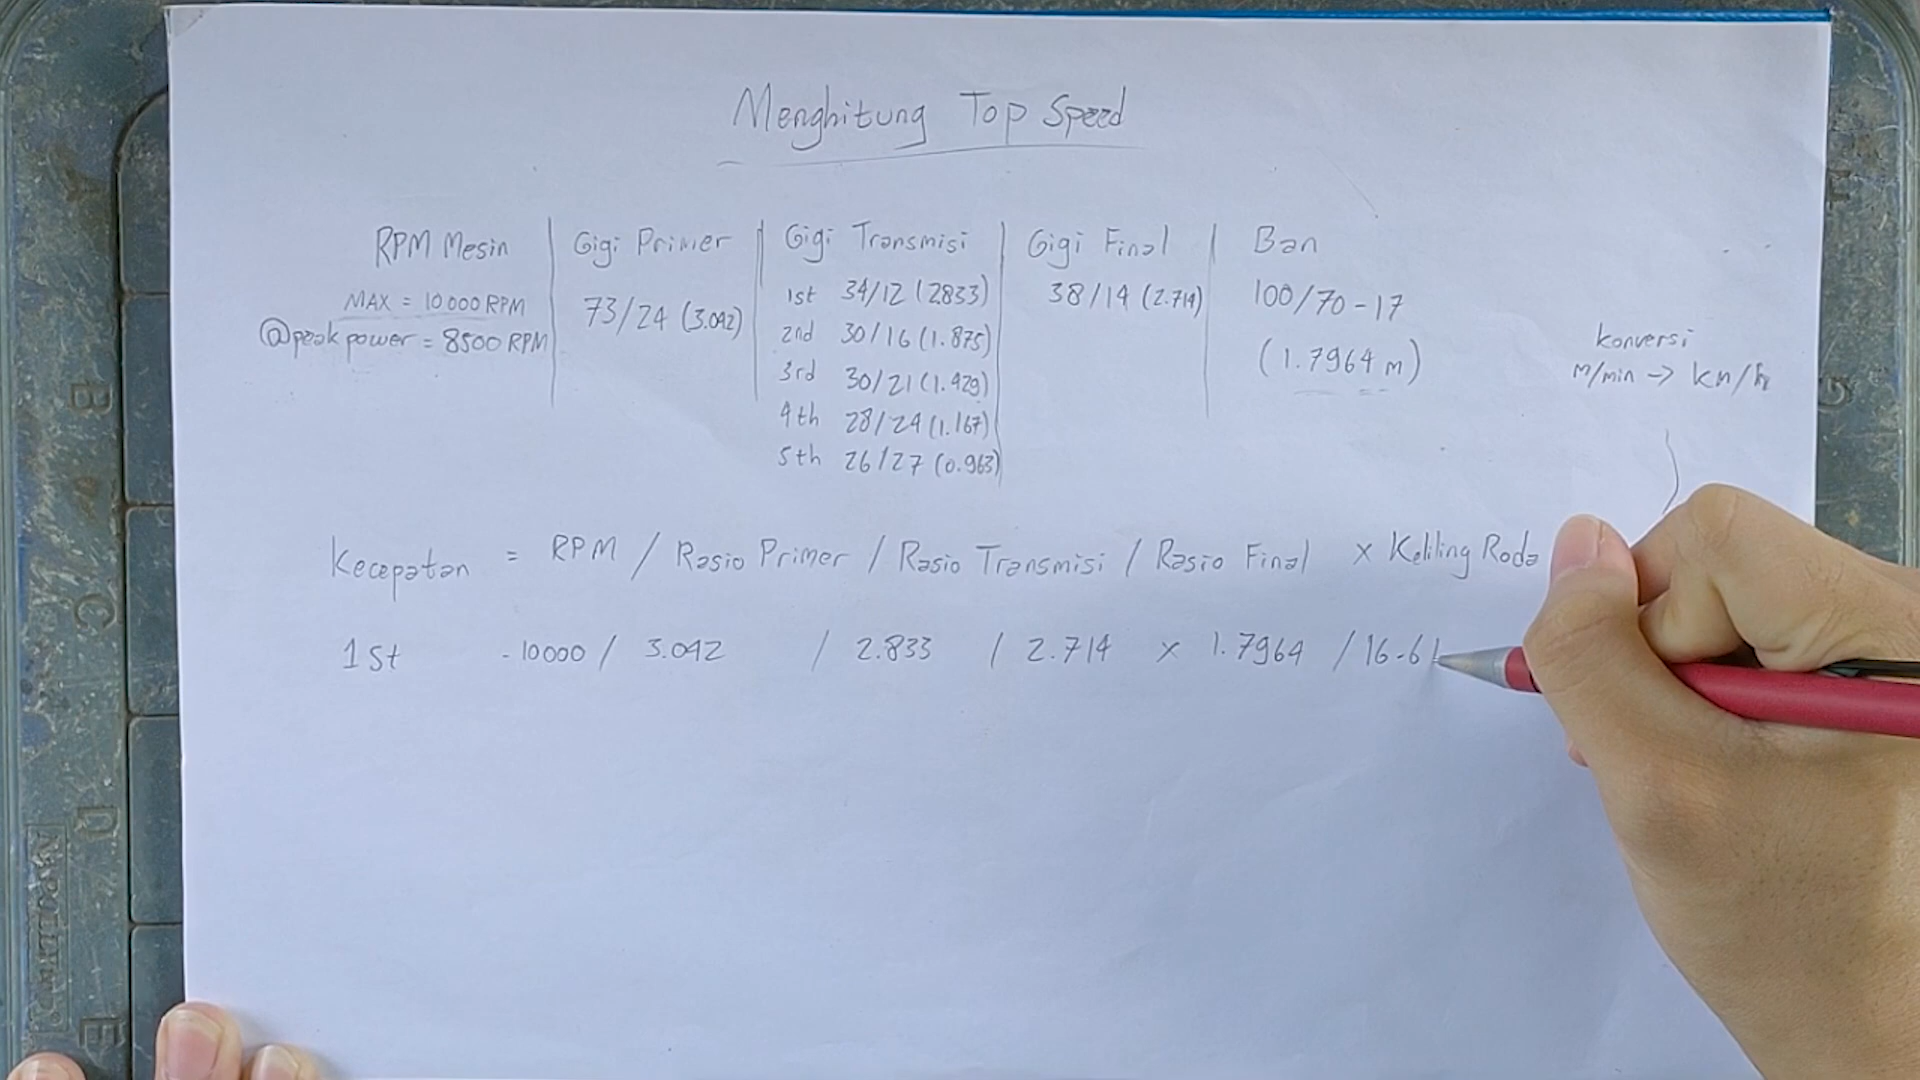 Menghitung Top Speed
RPM Mesin
MAX = 10000 RPM
@peak power = 8500 RPM
Gigi Primer
73/24 (3.042)
Gigi Transmisi
1st 34/12 (2.833)
2nd 30/16 (1.875)
3rd 30/21 (1.429)
4th 28/24 (1.167)
5th 26/27 (0.963)
Gigi Final
38/14 (2.714)
Ban
100/70-17
(1.7964 m)
konversi
m/min -> km/h
Kecepatan = RPM / Rasio Primer / Rasio Transmisi / Rasio Final x Keliling Roda
1st - 10000 / 3.042 / 2.833 / 2.714 x 1.7964 / 16.6
A
B
C
D
E